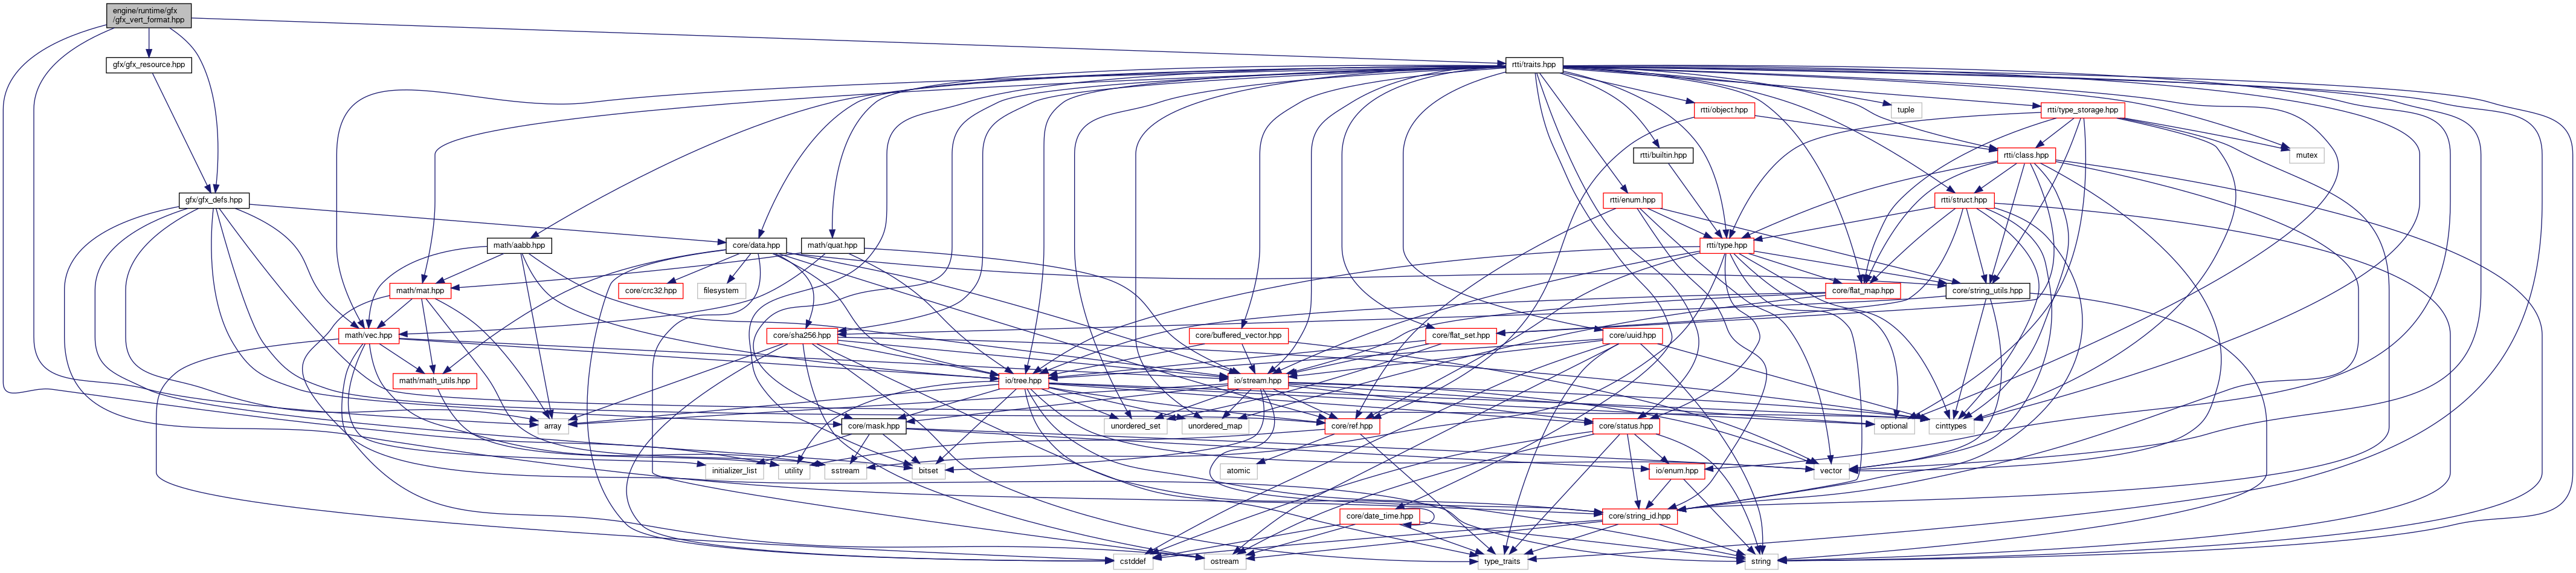 engine/runtime/gfx
/gfx_vert_format.hpp
gfx/gfx_resource.hpp
rtti/traits.hpp
rtti/object.hpp
tuple
rtti/type_storage.hpp
rtti/builtin.hpp
rtti/class.hpp
mutex
gfx/gfx_defs.hpp
rtti/enum.hpp
rtti/struct.hpp
math/aabb.hpp
core/data.hpp
math/quat.hpp
rtti/type.hpp
math/mat.hpp
core/crc32.hpp
filesystem
core/flat_map.hpp
core/string_utils.hpp
math/vec.hpp
core/sha256.hpp
core/buffered_vector.hpp
core/flat_set.hpp
core/uuid.hpp
math/math_utils.hpp
io/tree.hpp
io/stream.hpp
array
core/mask.hpp
unordered_set
unordered_map
core/ref.hpp
core/status.hpp
optional
cinttypes
initializer_list
utility
sstream
bitset
atomic
io/enum.hpp
vector
core/date_time.hpp
core/string_id.hpp
cstddef
ostream
type_traits
string